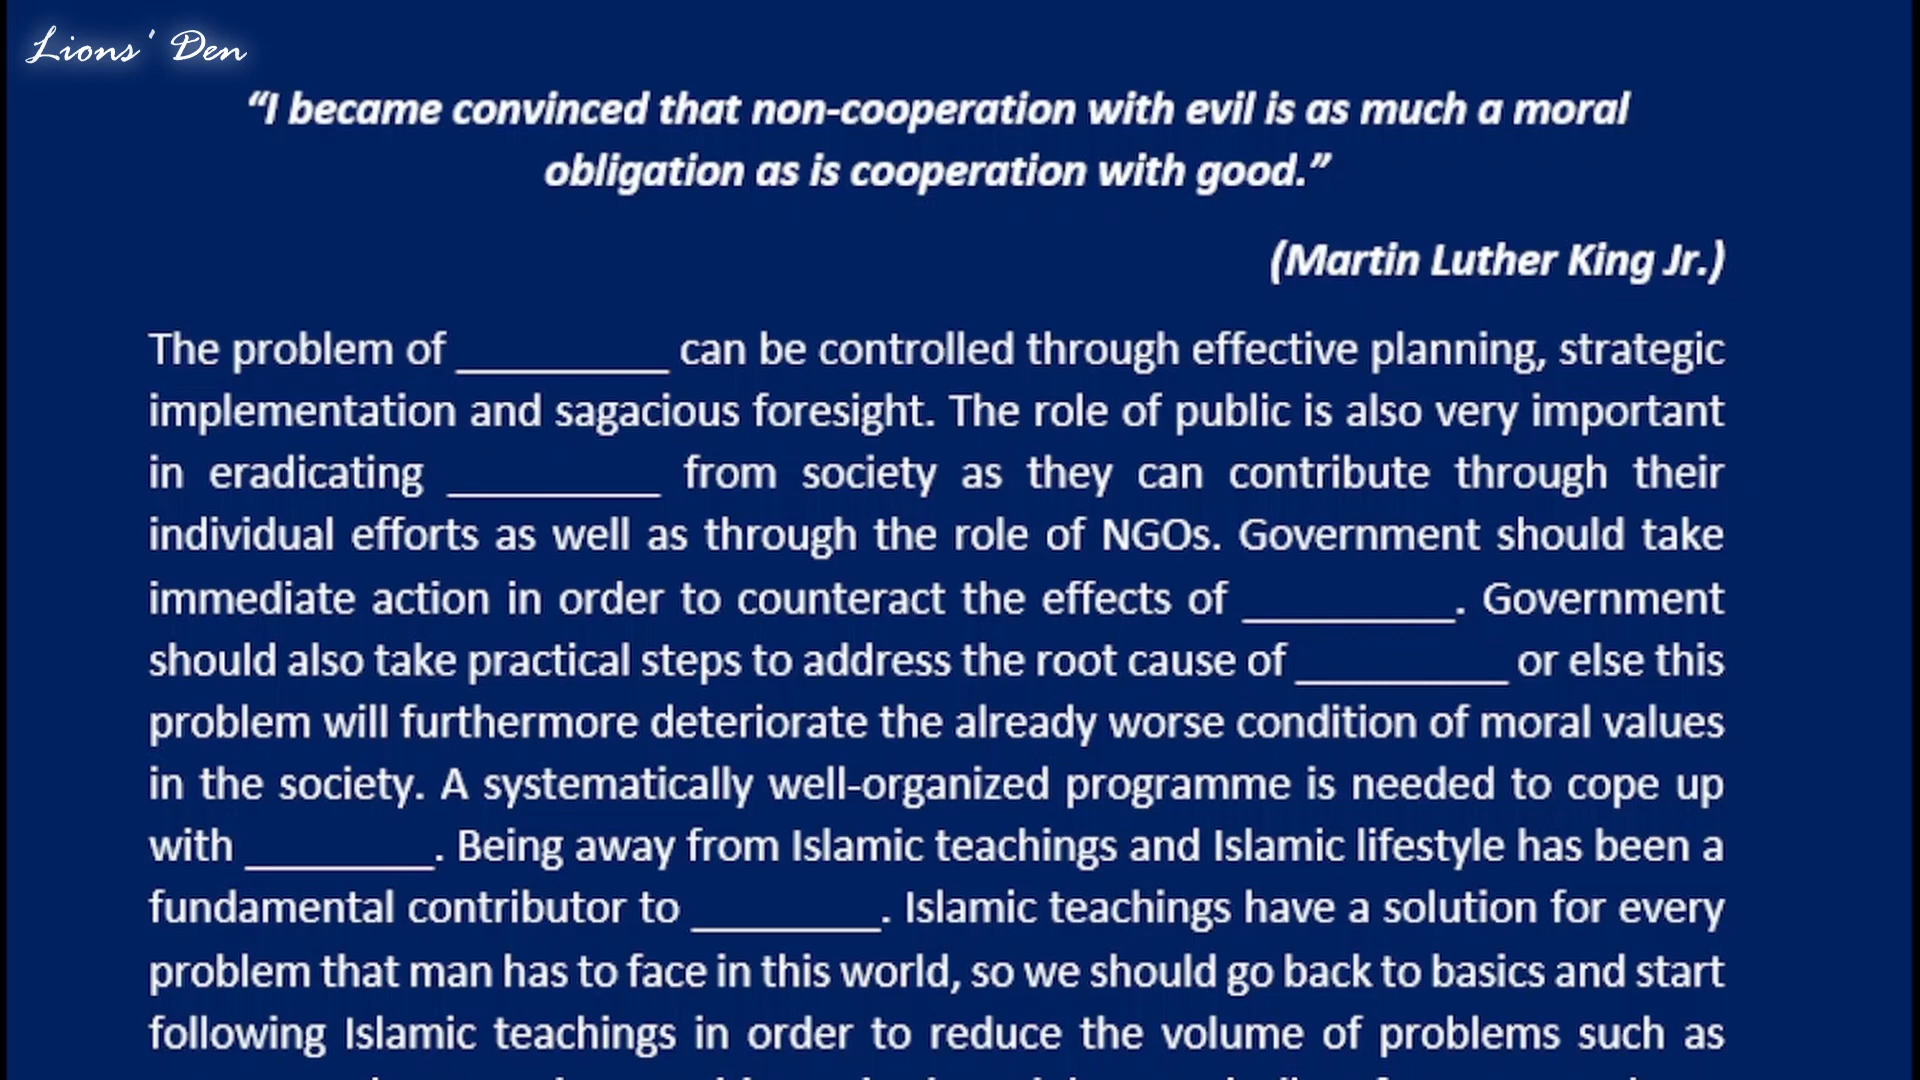 Lions' Den
“I became convinced that non-cooperation with evil is as much a moral
obligation as is cooperation with good.”
(Martin Luther King Jr.)
The problem of _________ can be controlled through effective planning, strategic
implementation and sagacious foresight. The role of public is also very important
in eradicating _________ from society as they can contribute through their
individual efforts as well as through the role of NGOs. Government should take
immediate action in order to counteract the effects of _________. Government
should also take practical steps to address the root cause of _________ or else this
problem will furthermore deteriorate the already worse condition of moral values
in the society. A systematically well-organized programme is needed to cope up
with ________. Being away from Islamic teachings and Islamic lifestyle has been a
fundamental contributor to ________. Islamic teachings have a solution for every
problem that man has to face in this world, so we should go back to basics and start
following Islamic teachings in order to reduce the volume of problems such as